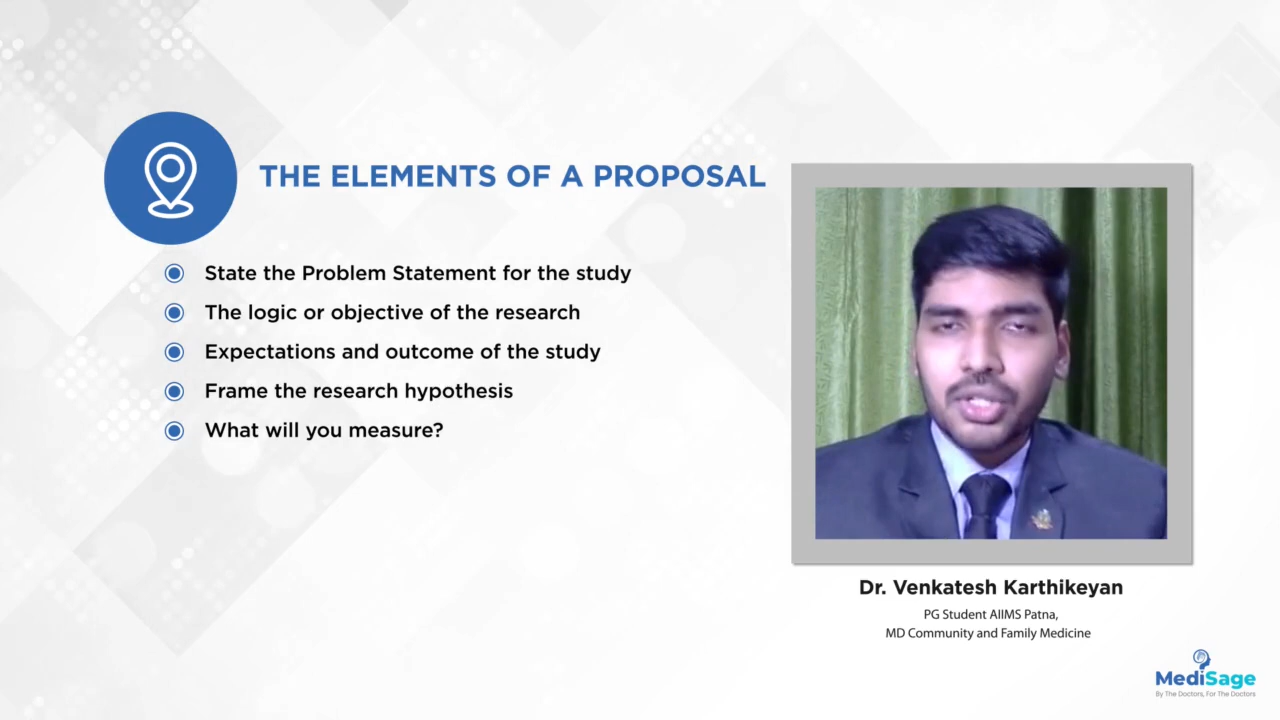 THE ELEMENTS OF A PROPOSAL
State the Problem Statement for the study
The logic or objective of the research
Expectations and outcome of the study
Frame the research hypothesis
What will you measure?
Dr. Venkatesh Karthikeyan
PG Student AIIMS Patna,
MD Community and Family Medicine
MediSage
By The Doctors, For The Doctors